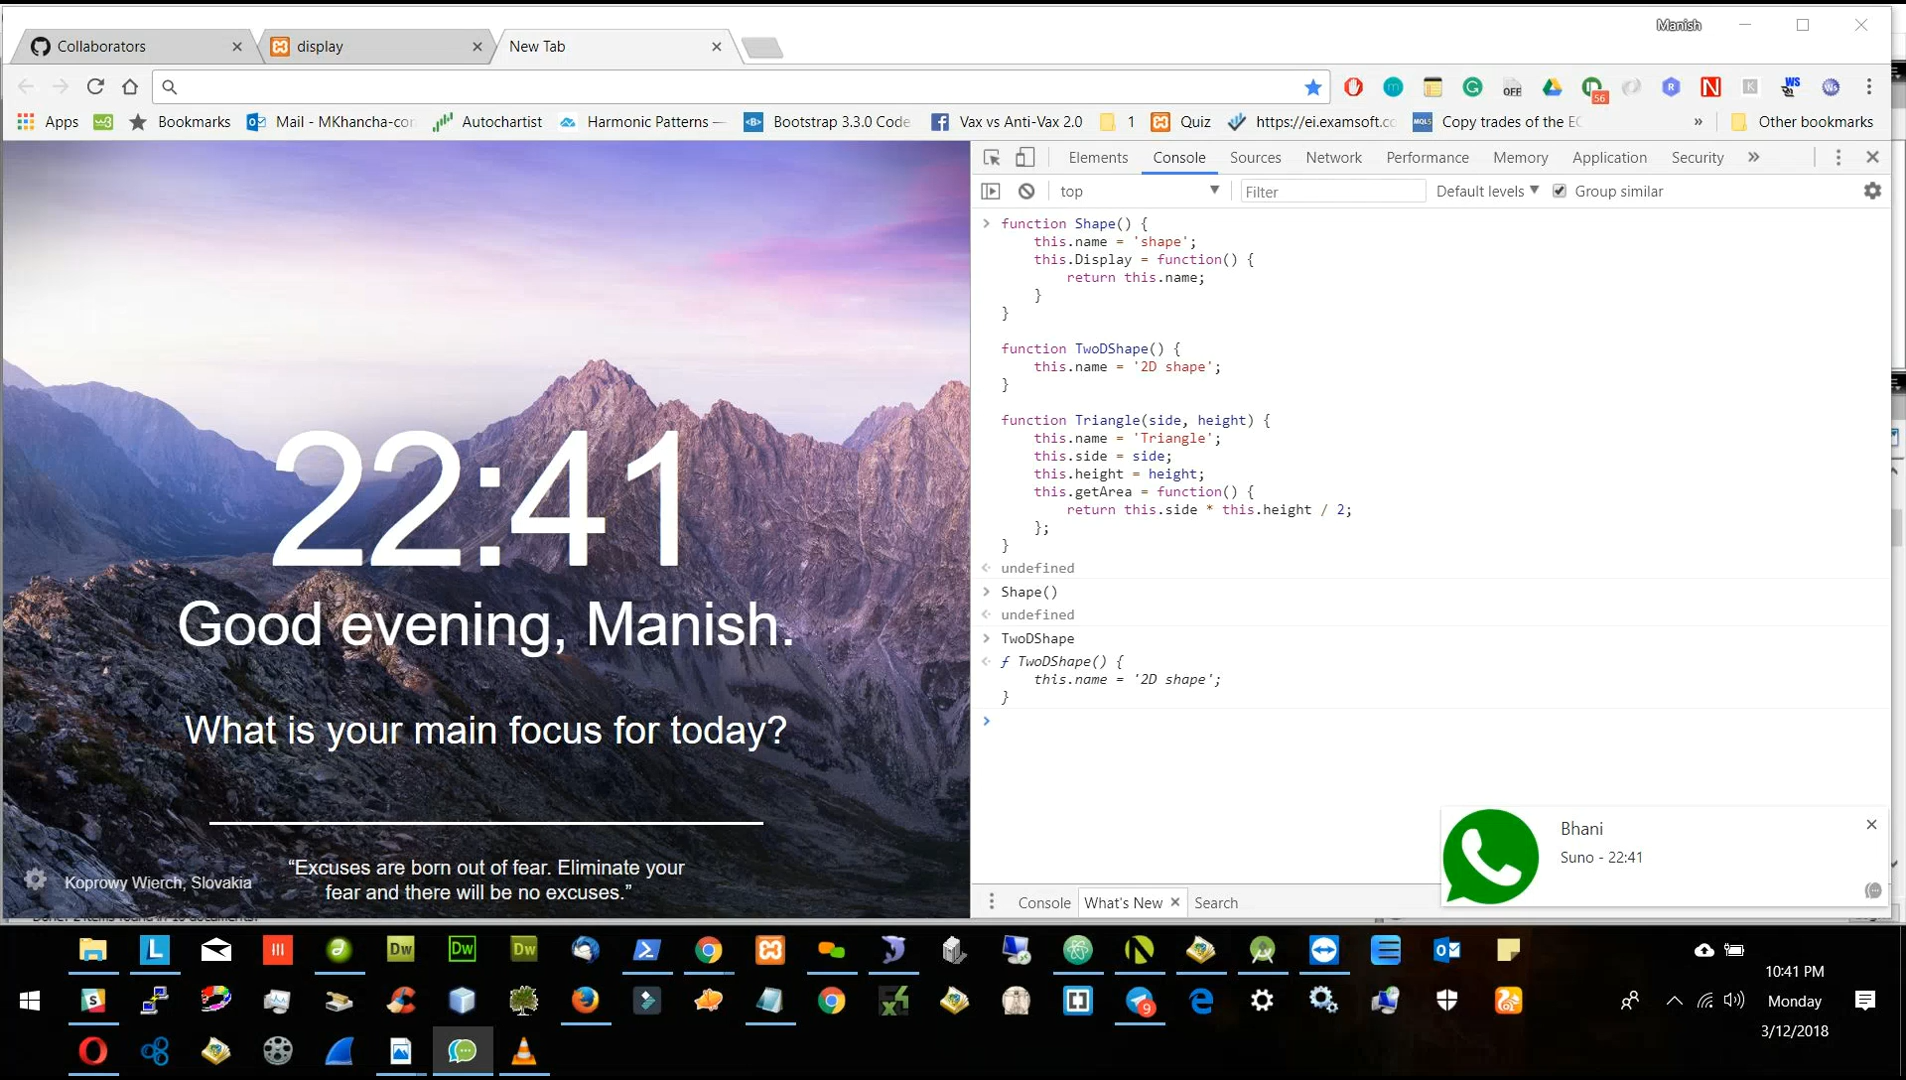 Manish
Collaborators
display
New Tab
OFF
56
WS
Apps
Bookmarks
Mail - MKhancha-cor
Autochartist
Harmonic Patterns —
Bootstrap 3.3.0 Code
Vax vs Anti-Vax 2.0
1
Quiz
https://ei.examsoft.cc
Copy trades of the EC
»
Other bookmarks
Elements
Console
Sources
Network
Performance
Memory
Application
Security
»
top
Filter
Default levels
Group similar
function Shape() {
this.name = 'shape';
this.Display = function() {
return this.name;
}
}
function TwoDShape() {
this.name = '2D shape';
}
function Triangle(side, height) {
this.name = 'Triangle';
this.side = side;
this.height = height;
this.getArea = function() {
return this.side * this.height / 2;
};
}
undefined
Shape()
undefined
TwoDShape
ƒ TwoDShape() {
this.name = '2D shape';
}
22:41
Good evening, Manish.
What is your main focus for today?
“Excuses are born out of fear. Eliminate your
fear and there will be no excuses.”
Koprowy Wierch, Slovakia
Console
What's New
Search
Bhani
Suno - 22:41
10:41 PM
Monday
3/12/2018